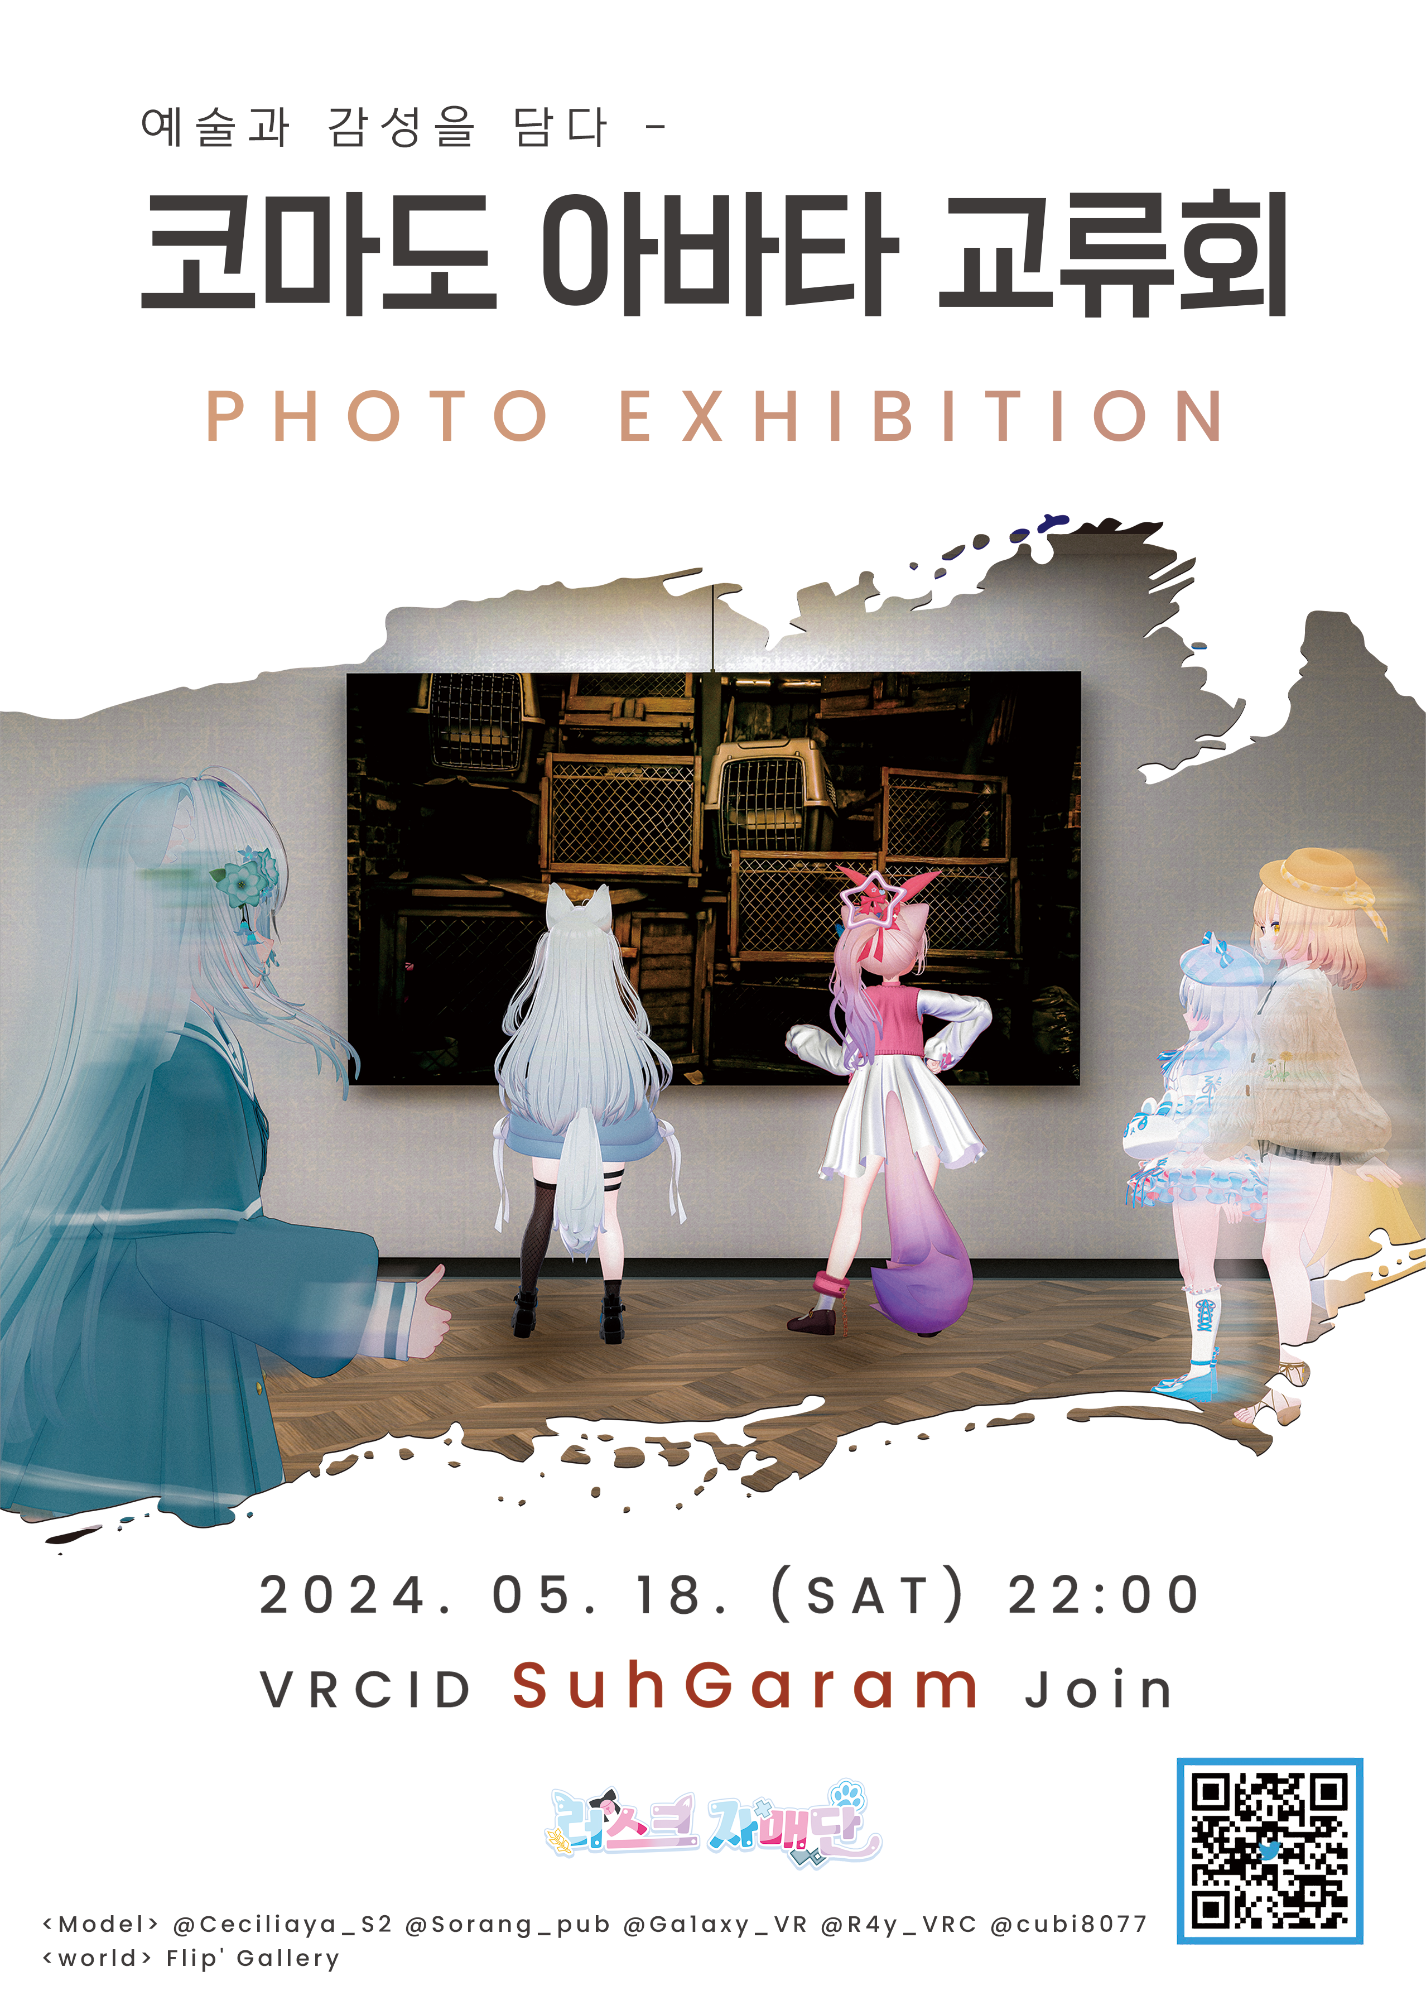 예술과 감성을 담다 -
코마도 아바타 교류회
PHOTO EXHIBITION
2024. 05. 18. (SAT) 22:00
VRCID SuhGaram Join
러스크 자매단
<Model> @Ceciliaya_S2 @Sorang_pub @Ga1axy_VR @R4y_VRC @cubi8077
<world> Flip' Gallery